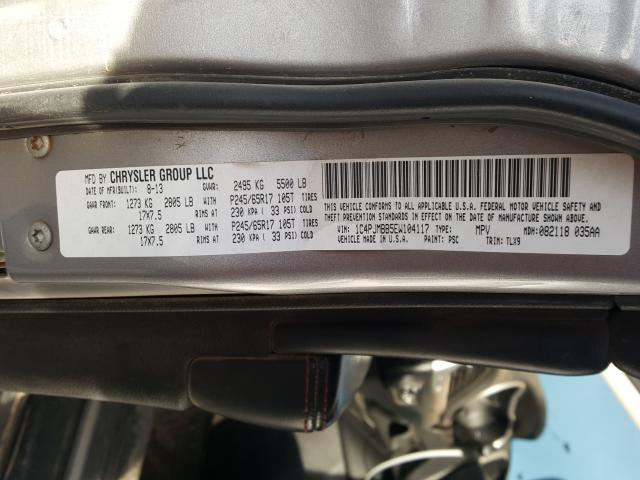 MFD BY CHRYSLER GROUP LLC
DATE OF MFR(BUILT): 8-13 GVWR: 2495 KG 5500 LB
GAWR FRONT: 1273 KG 2805 LB WITH P245/65R17 105T TIRES
17X7.5 RIMS AT 230 KPA ( 33 PSI) COLD
GAWR REAR: 1273 KG 2805 LB WITH P245/65R17 105T TIRES
17X7.5 RIMS AT 230 KPA ( 33 PSI) COLD
THIS VEHICLE CONFORMS TO ALL APPLICABLE U.S.A. FEDERAL MOTOR VEHICLE SAFETY AND
THEFT PREVENTION STANDARDS IN EFFECT ON THE DATE OF MANUFACTURE SHOWN ABOVE.
VIN: 1C4PJMBB5EW104117 TYPE: MPV MDH: 082118 035AA
VEHICLE MADE IN U.S.A. PAINT: PSC TRIM: TLX9